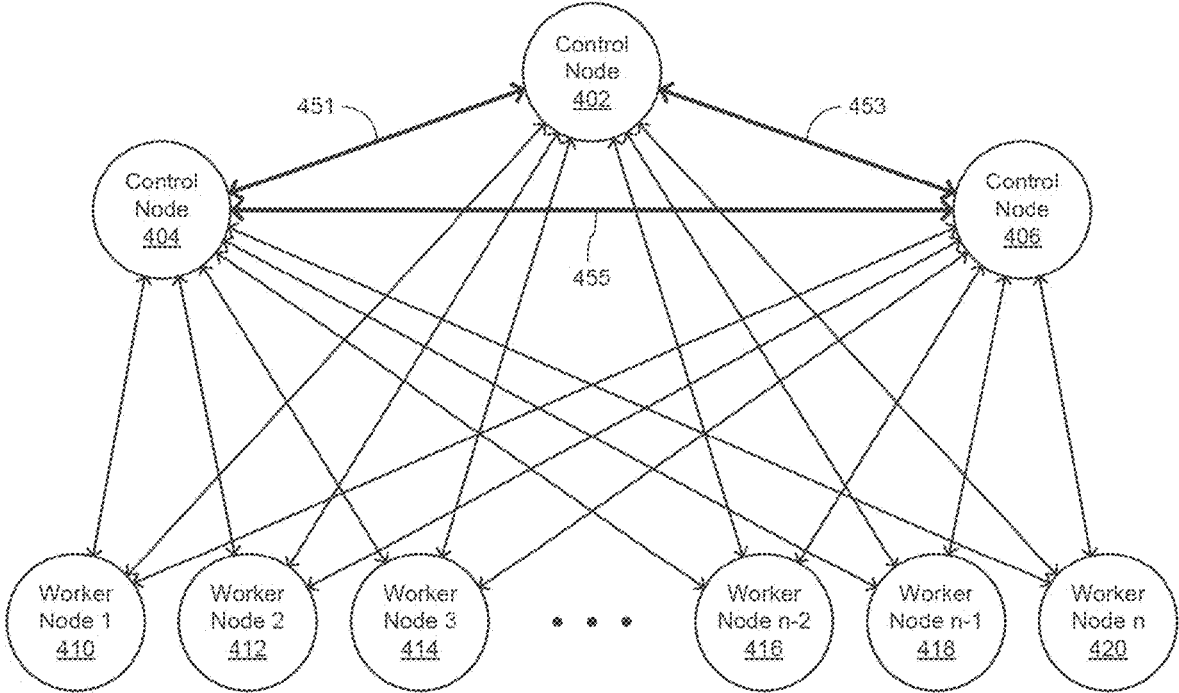 Control
Node
402
451
453
Control
Node
404
Control
Node
406
455
Worker
Node 1
410
Worker
Node 2
412
Worker
Node 3
414
Worker
Node n-2
416
Worker
Node n-1
418
Worker
Node n
420